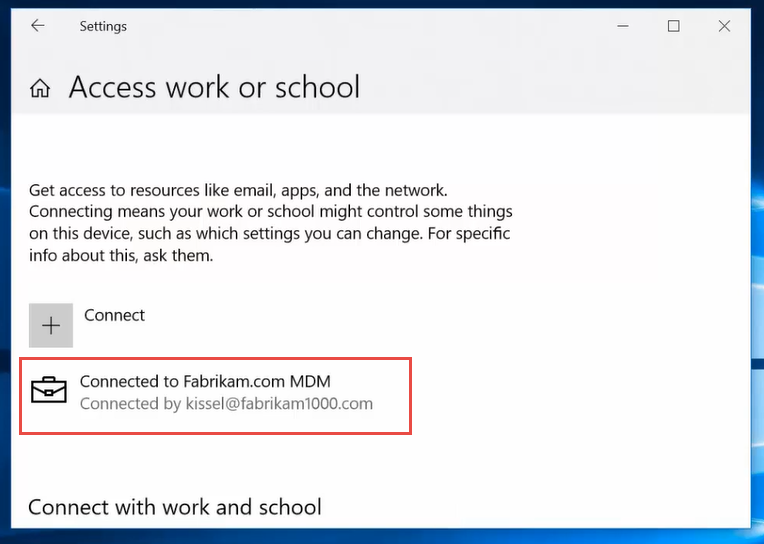 Settings
Access work or school
Get access to resources like email, apps, and the network.
Connecting means your work or school might control some things
on this device, such as which settings you can change. For specific
info about this, ask them.
Connect
Connected to Fabrikam.com MDM
Connected by kissel@fabrikam1000.com
Connect with work and school